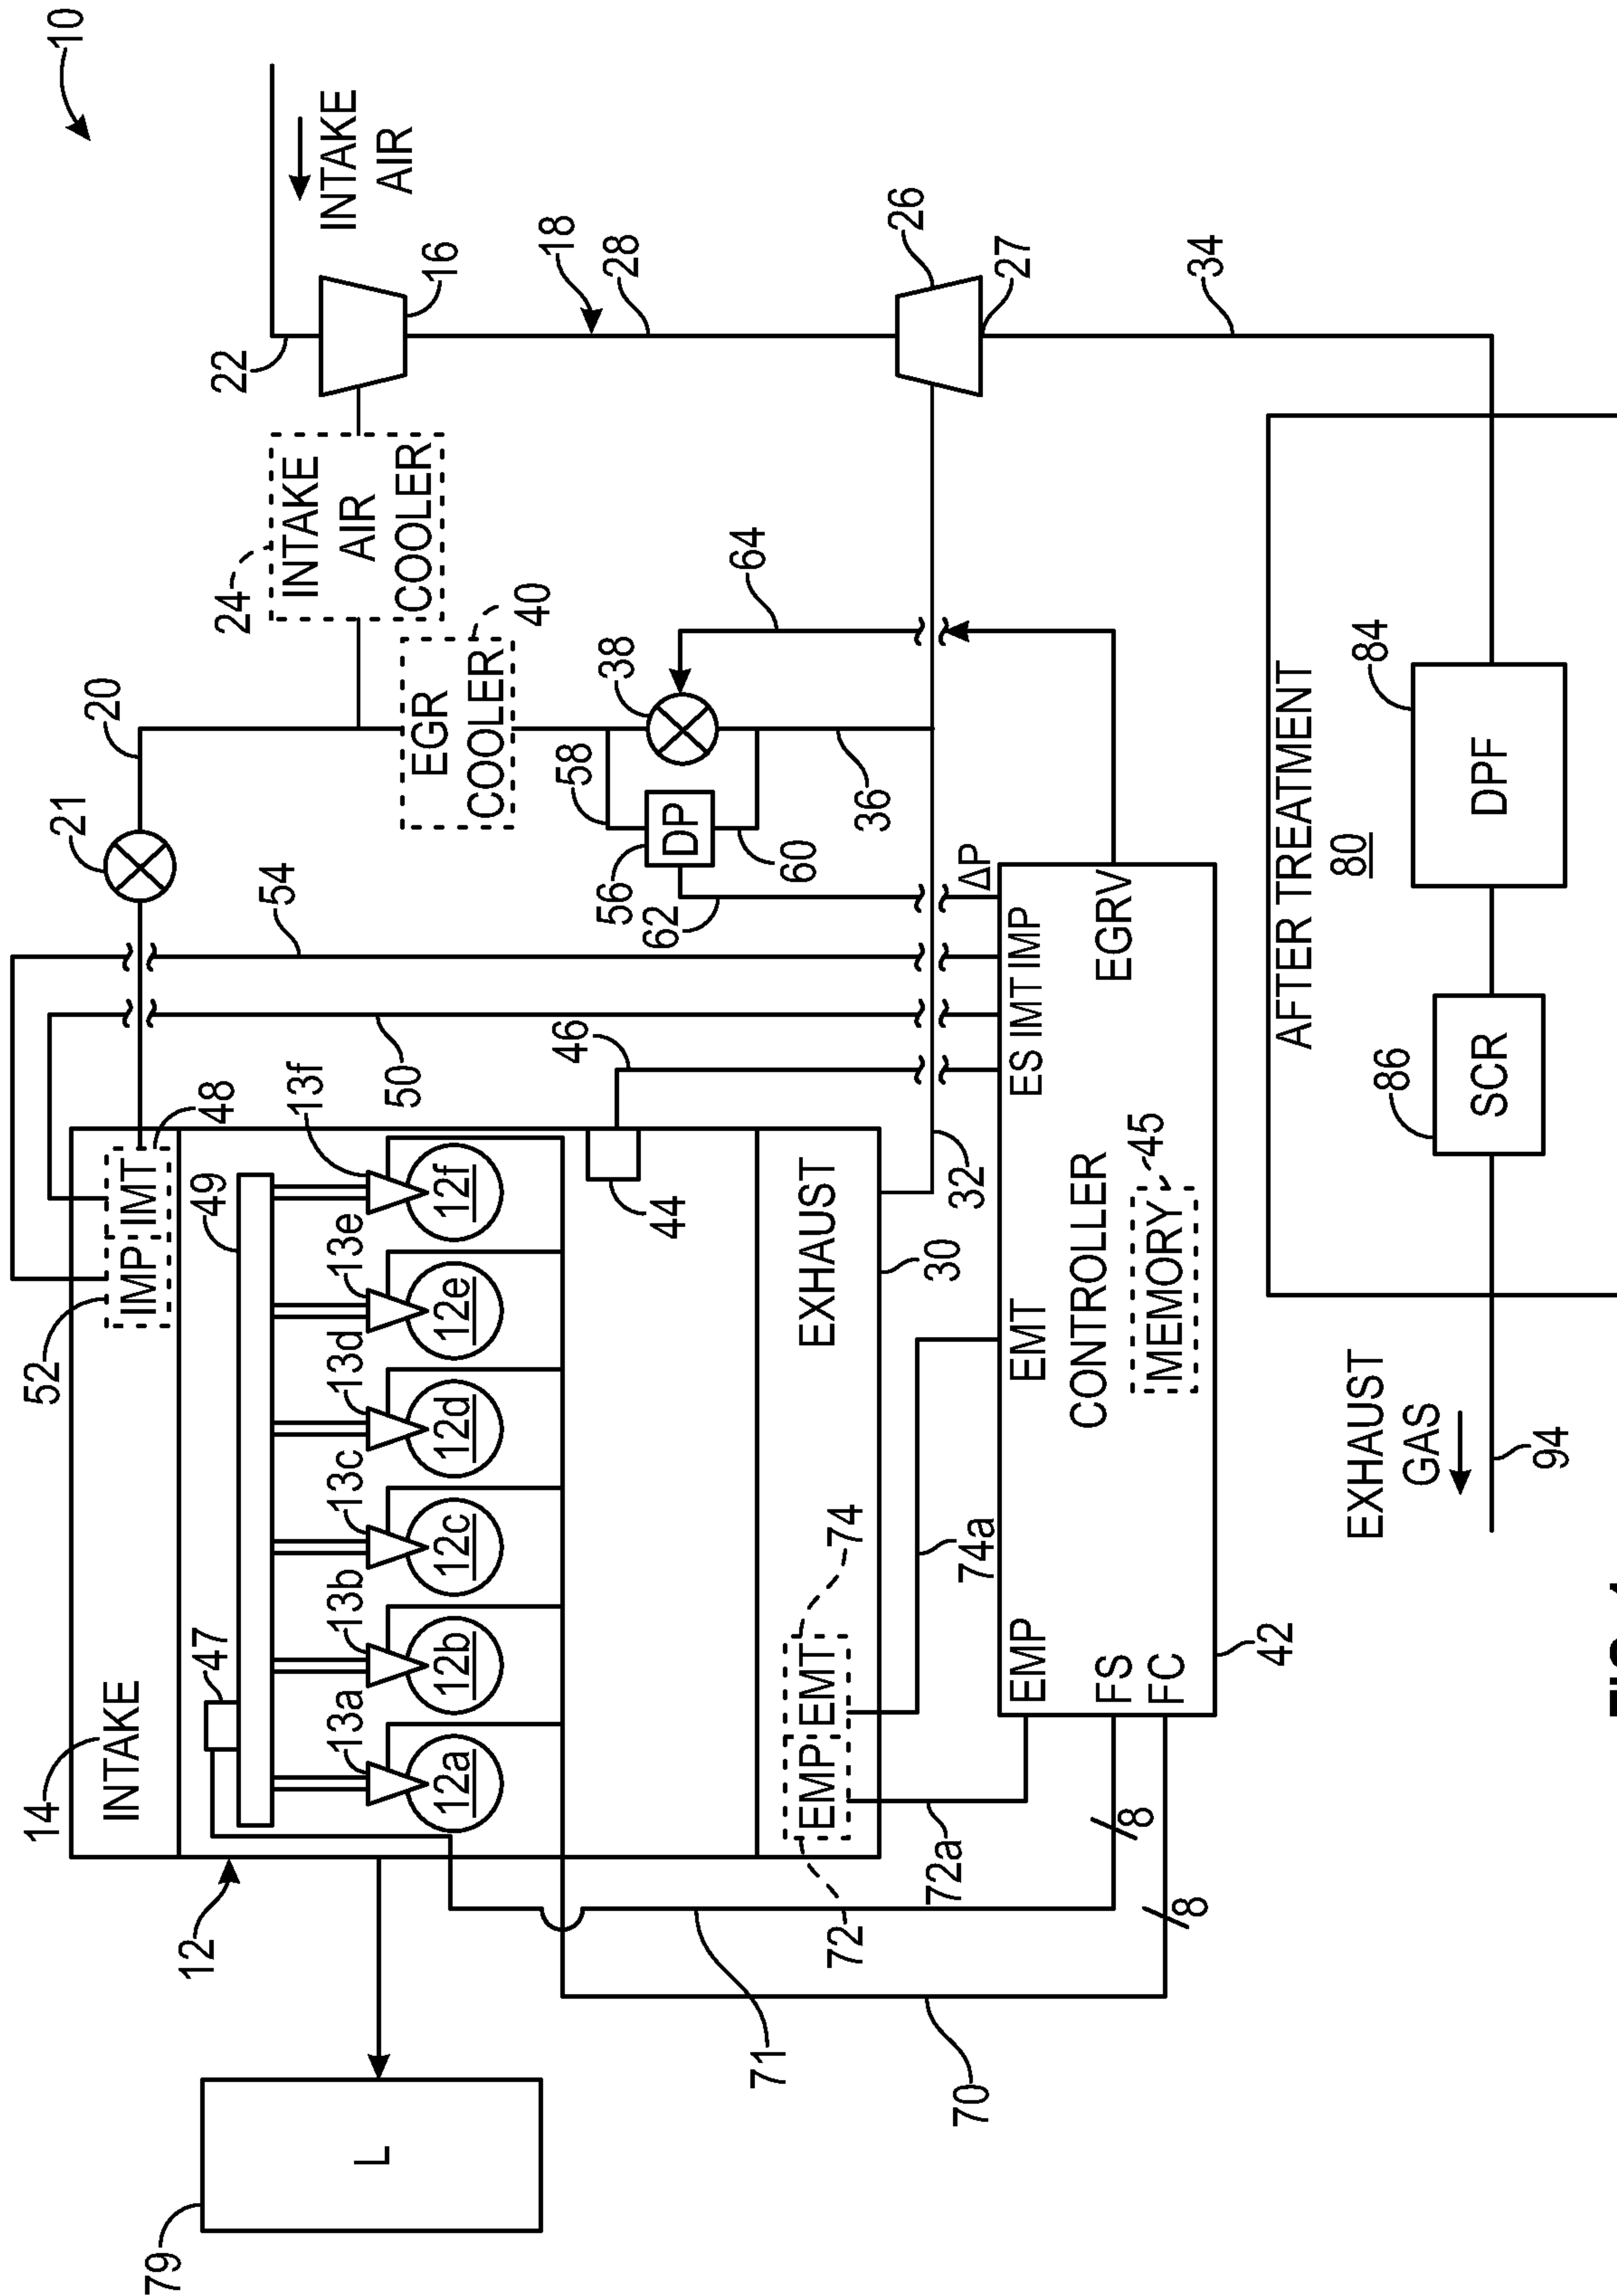 10
INTAKE
AIR
22
16
18
28
26
27
34
24
INTAKE
AIR
COOLER
20
21
EGR
COOLER
40
38
64
58
DP
56
60
62
36
54
50
ΔP
52
IMP
IMT
48
14
INTAKE
47
49
13a
13b
13c
13d
13e
13f
12a
12b
12c
12d
12e
12f
12
44
46
EXHAUST
30
32
72
EMP
EMT
74
72a
74a
EMP
EMT
ES
IMT
IMP
EGRV
CONTROLLER
MEMORY
45
FS
FC
42
8
8
71
70
L
79
AFTER TREATMENT
80
84
DPF
86
SCR
EXHAUST
GAS
94